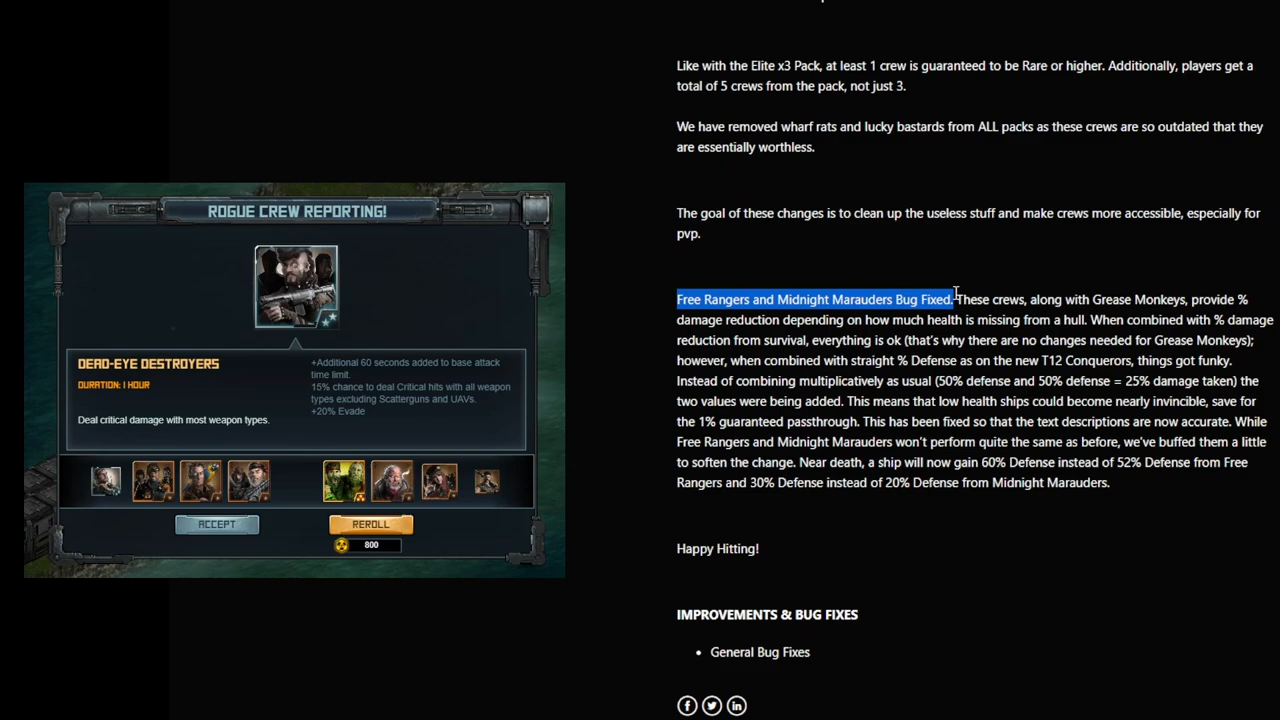 Like with the Elite x3 Pack, at least 1 crew is guaranteed to be Rare or higher. Additionally, players get a
total of 5 crews from the pack, not just 3.
We have removed wharf rats and lucky bastards from ALL packs as these crews are so outdated that they
are essentially worthless.
The goal of these changes is to clean up the useless stuff and make crews more accessible, especially for
pvp.
Free Rangers and Midnight Marauders Bug Fixed. These crews, along with Grease Monkeys, provide %
damage reduction depending on how much health is missing from a hull. When combined with % damage
reduction from survival, everything is ok (that's why there are no changes needed for Grease Monkeys);
however, when combined with straight % Defense as on the new T12 Conquerors, things got funky.
Instead of combining multiplicatively as usual (50% defense and 50% defense = 25% damage taken) the
two values were being added. This means that low health ships could become nearly invincible, save for
the 1% guaranteed passthrough. This has been fixed so that the text descriptions are now accurate. While
Free Rangers and Midnight Marauders won't perform quite the same as before, we've buffed them a little
to soften the change. Near death, a ship will now gain 60% Defense instead of 52% Defense from Free
Rangers and 30% Defense instead of 20% Defense from Midnight Marauders.
Happy Hitting!
IMPROVEMENTS & BUG FIXES
• General Bug Fixes
ROGUE CREW REPORTING!
DEAD-EYE DESTROYERS
DURATION: 1 HOUR
Deal critical damage with most weapon types.
+Additional 60 seconds added to base attack
time limit.
15% chance to deal Critical hits with all weapon
types excluding Scatterguns and UAVs.
+20% Evade
ACCEPT
REROLL
800